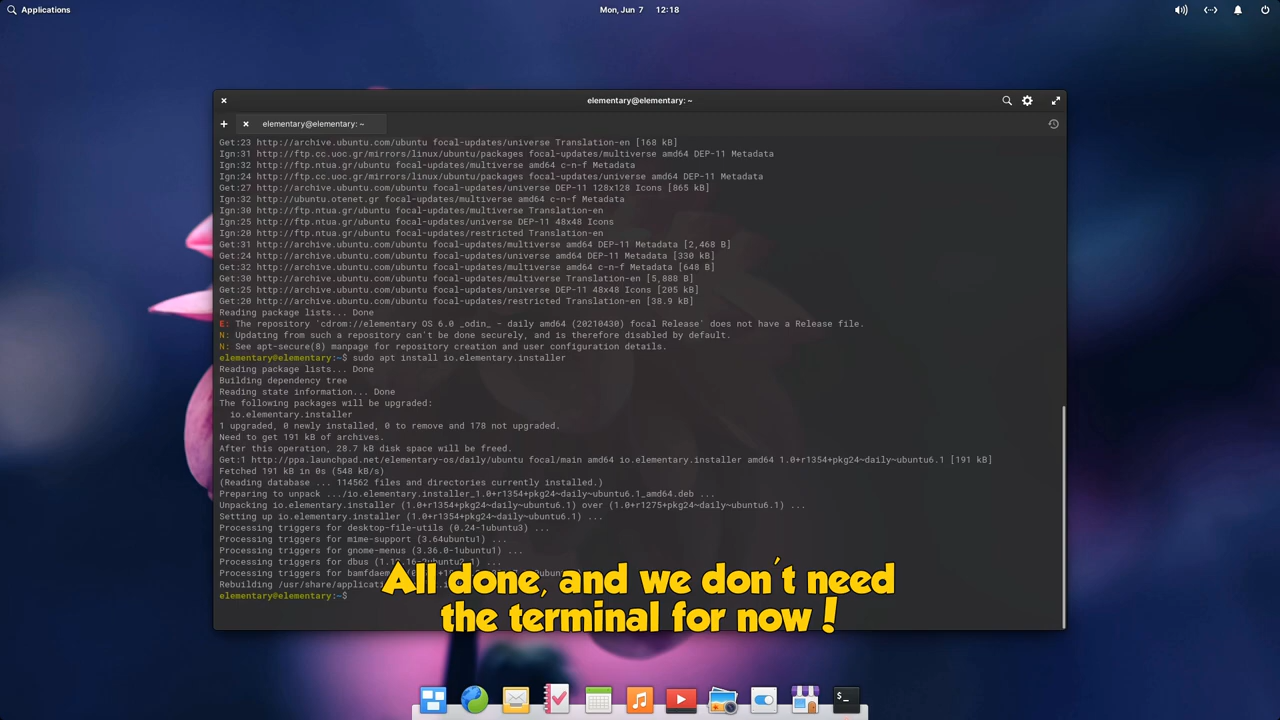 Applications
Mon, Jun 7 12:18
elementary@elementary: ~
elementary@elementary: ~
Get:23 http://archive.ubuntu.com/ubuntu focal-updates/universe Translation-en [168 kB]
Ign:31 http://ftp.cc.uoc.gr/mirrors/linux/ubuntu/packages focal-updates/multiverse amd64 DEP-11 Metadata
Ign:32 http://ftp.ntua.gr/ubuntu focal-updates/multiverse amd64 c-n-f Metadata
Ign:24 http://ftp.cc.uoc.gr/mirrors/linux/ubuntu/packages focal-updates/universe amd64 DEP-11 Metadata
Get:27 http://archive.ubuntu.com/ubuntu focal-updates/universe DEP-11 128x128 Icons [865 kB]
Ign:32 http://ubuntu.otenet.gr focal-updates/multiverse amd64 c-n-f Metadata
Ign:30 http://ftp.ntua.gr/ubuntu focal-updates/multiverse Translation-en
Ign:25 http://ftp.ntua.gr/ubuntu focal-updates/universe DEP-11 48x48 Icons
Ign:20 http://ftp.ntua.gr/ubuntu focal-updates/restricted Translation-en
Get:31 http://archive.ubuntu.com/ubuntu focal-updates/multiverse amd64 DEP-11 Metadata [2,468 B]
Get:24 http://archive.ubuntu.com/ubuntu focal-updates/universe amd64 DEP-11 Metadata [330 kB]
Get:32 http://archive.ubuntu.com/ubuntu focal-updates/multiverse amd64 c-n-f Metadata [648 B]
Get:30 http://archive.ubuntu.com/ubuntu focal-updates/multiverse Translation-en [5,888 B]
Get:25 http://archive.ubuntu.com/ubuntu focal-updates/universe DEP-11 48x48 Icons [205 kB]
Get:20 http://archive.ubuntu.com/ubuntu focal-updates/restricted Translation-en [38.9 kB]
Reading package lists... Done
E: The repository 'cdrom://elementary OS 6.0 _odin_ - daily amd64 (20210430) focal Release' does not have a Release file.
N: Updating from such a repository can't be done securely, and is therefore disabled by default.
N: See apt-secure(8) manpage for repository creation and user configuration details.
elementary@elementary:~$ sudo apt install io.elementary.installer
Reading package lists... Done
Building dependency tree
Reading state information... Done
The following packages will be upgraded:
io.elementary.installer
1 upgraded, 0 newly installed, 0 to remove and 178 not upgraded.
Need to get 191 kB of archives.
After this operation, 28.7 kB disk space will be freed.
Get:1 http://ppa.launchpad.net/elementary-os/daily/ubuntu focal/main amd64 io.elementary.installer amd64 1.0+r1354+pkg24~daily~ubuntu6.1 [191 kB]
Fetched 191 kB in 0s (548 kB/s)
(Reading database ... 114562 files and directories currently installed.)
Preparing to unpack .../io.elementary.installer_1.0+r1354+pkg24~daily~ubuntu6.1_amd64.deb ...
Unpacking io.elementary.installer (1.0+r1354+pkg24~daily~ubuntu6.1) over (1.0+r1275+pkg24~daily~ubuntu6.1) ...
Setting up io.elementary.installer (1.0+r1354+pkg24~daily~ubuntu6.1) ...
Processing triggers for desktop-file-utils (0.24-1ubuntu3) ...
Processing triggers for mime-support (3.64ubuntu1) ...
Processing triggers for gnome-menus (3.36.0-1ubuntu1) ...
Processing triggers for dbus
Processing triggers for
Rebuilding
elementary@elementary:~$
All done, and we don't need
the terminal for now!